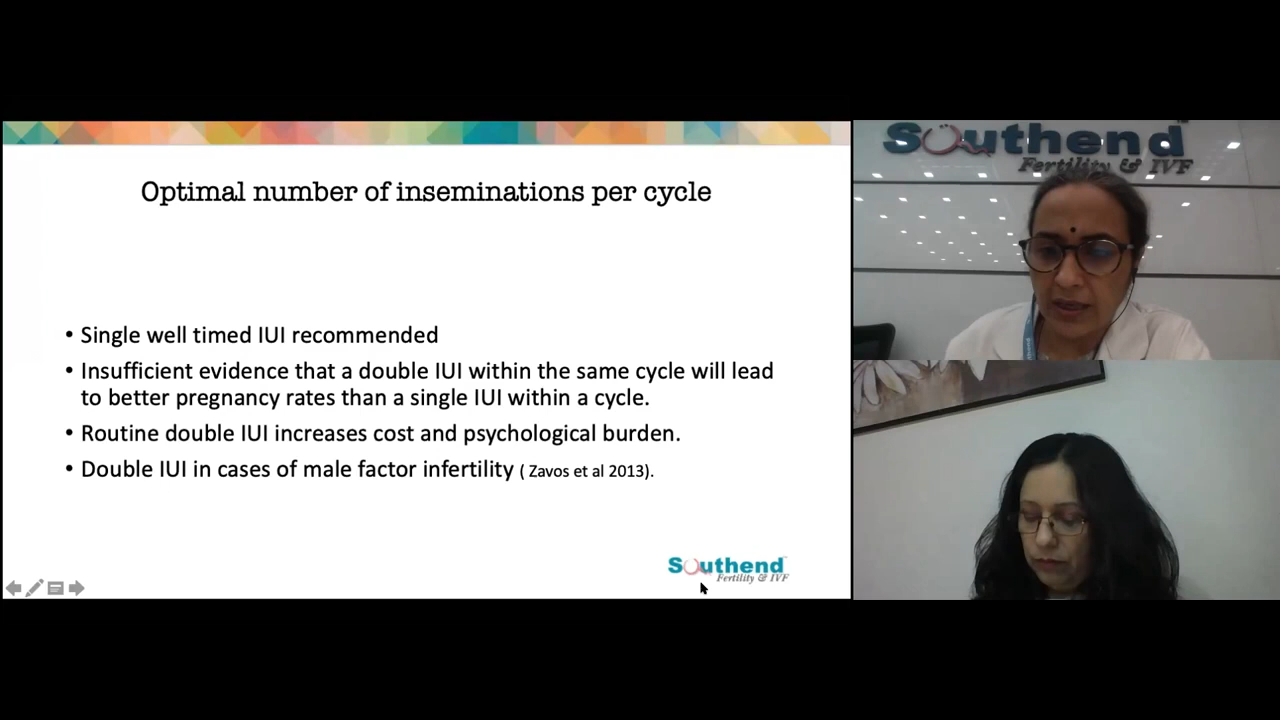 Optimal number of inseminations per cycle
• Single well timed IUI recommended
• Insufficient evidence that a double IUI within the same cycle will lead
to better pregnancy rates than a single IUI within a cycle.
• Routine double IUI increases cost and psychological burden.
• Double IUI in cases of male factor infertility ( Zavos et al 2013).
Southend
Fertility & IVF
Southend
Fertility & IVF